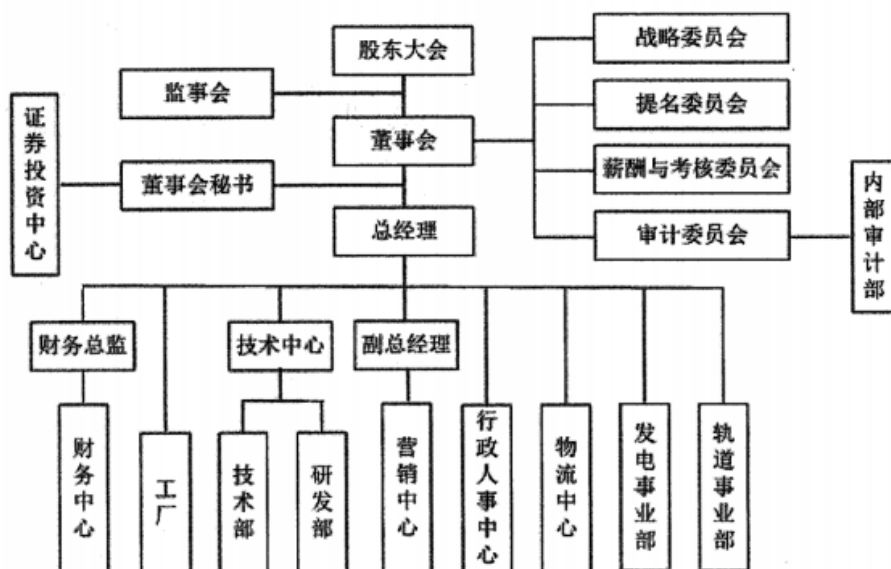 股东大会
战略委员会
监事会
提名委员会
证券投资中心
董事会
薪酬与考核委员会
董事会秘书
内部审计部
总经理
审计委员会
财务总监
技术中心
副总经理
财务中心
工厂
技术部
研发部
营销中心
行政人事中心
物流中心
发电事业部
轨道事业部